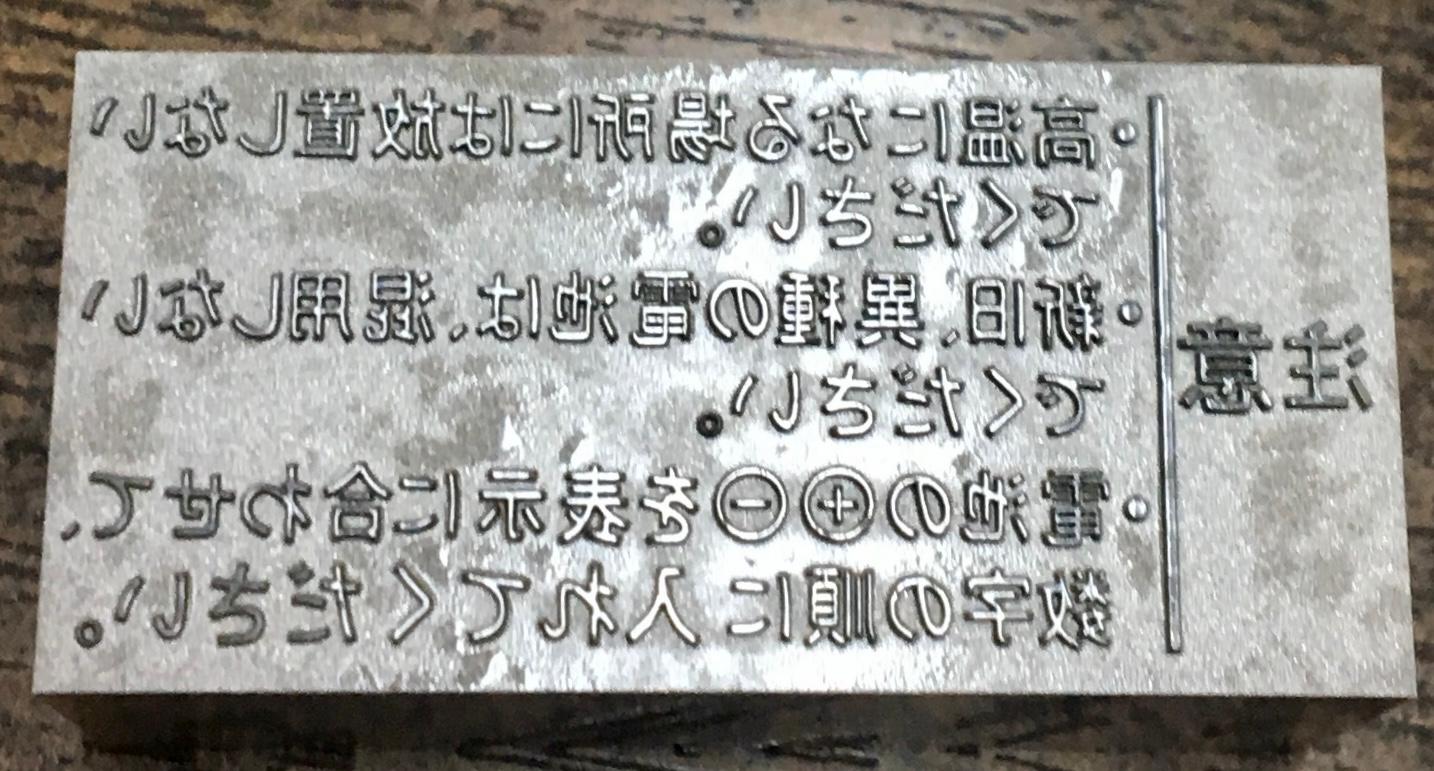 注意
・高温になる場所には放置しない
でください。
・新旧、異種の電池は、混用しない
でください。
・電池の⊕⊖を表示に合わせて、
数字の順に入れてください。